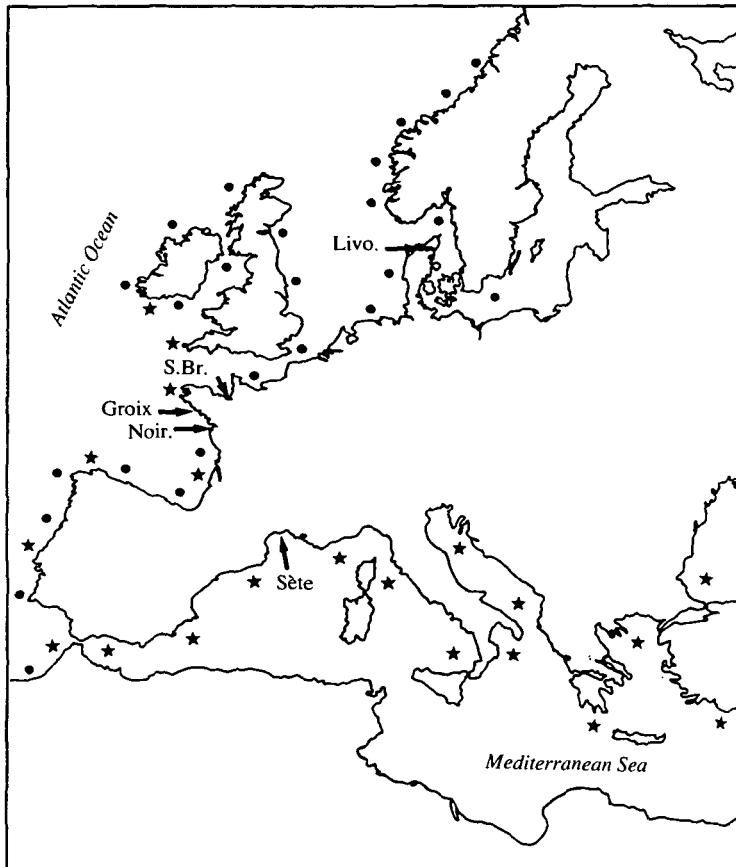 Livo.
Atlantic Ocean
S.Br.
Groix
Noir.
Sète
Mediterranean Sea